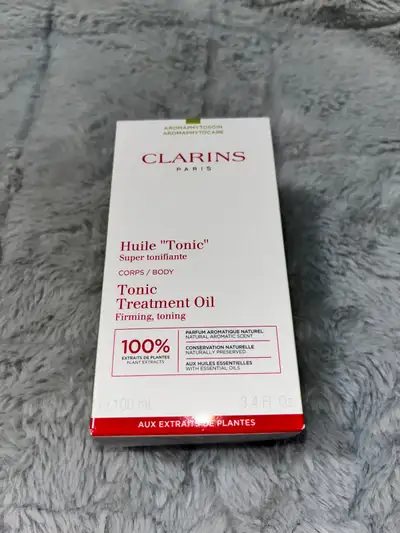 AROMAPHYTOSOIN
AROMAPHYTOCARE
CLARINS
PARIS
Huile "Tonic"
Super tonifiante
CORPS / BODY
Tonic
Treatment Oil
Firming, toning
100%
EXTRAITS DE PLANTES
PLANT EXTRACTS
PARFUM AROMATIQUE NATUREL
NATURAL AROMATIC SCENT
CONSERVATION NATURELLE
NATURALLY PRESERVED
AUX HUILES ESSENTIELLES
WITH ESSENTIAL OILS
100 mL 3.4 Fl. Oz.
AUX EXTRAITS DE PLANTES